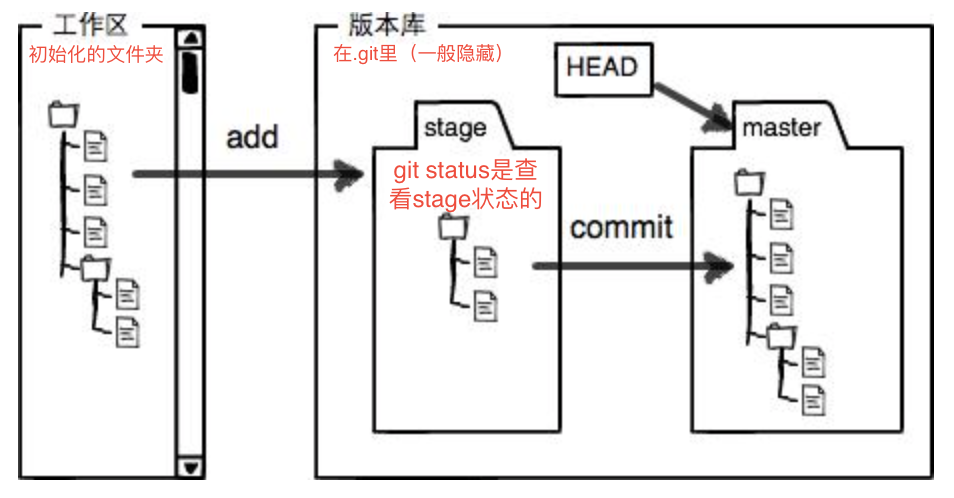 工作区
初始化的文件夹
版本库
在.git里（一般隐藏）
HEAD
add
stage
master
git status是查
看stage状态的
commit